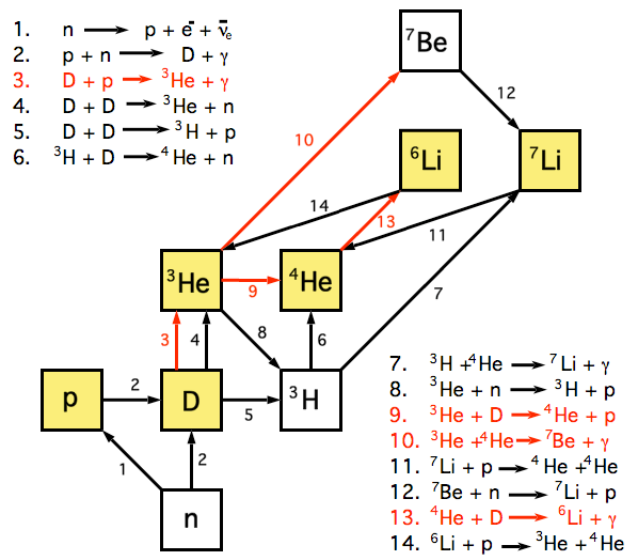 1. n ⟶ p + e⁻ + ν̄ₑ
2. p + n ⟶ D + γ
3. D + p ⟶ ³He + γ
4. D + D ⟶ ³He + n
5. D + D ⟶ ³H + p
6. ³H + D ⟶ ⁴He + n
⁷Be
12
10
⁶Li
⁷Li
14
13
11
³He
⁴He
9
7
3
4
8
6
p
2
D
5
³H
1
2
n
7. ³H + ⁴He ⟶ ⁷Li + γ
8. ³He + n ⟶ ³H + p
9. ³He + D ⟶ ⁴He + p
10. ³He + ⁴He ⟶ ⁷Be + γ
11. ⁷Li + p ⟶ ⁴He + ⁴He
12. ⁷Be + n ⟶ ⁷Li + p
13. ⁴He + D ⟶ ⁶Li + γ
14. ⁶Li + p ⟶ ³He + ⁴He